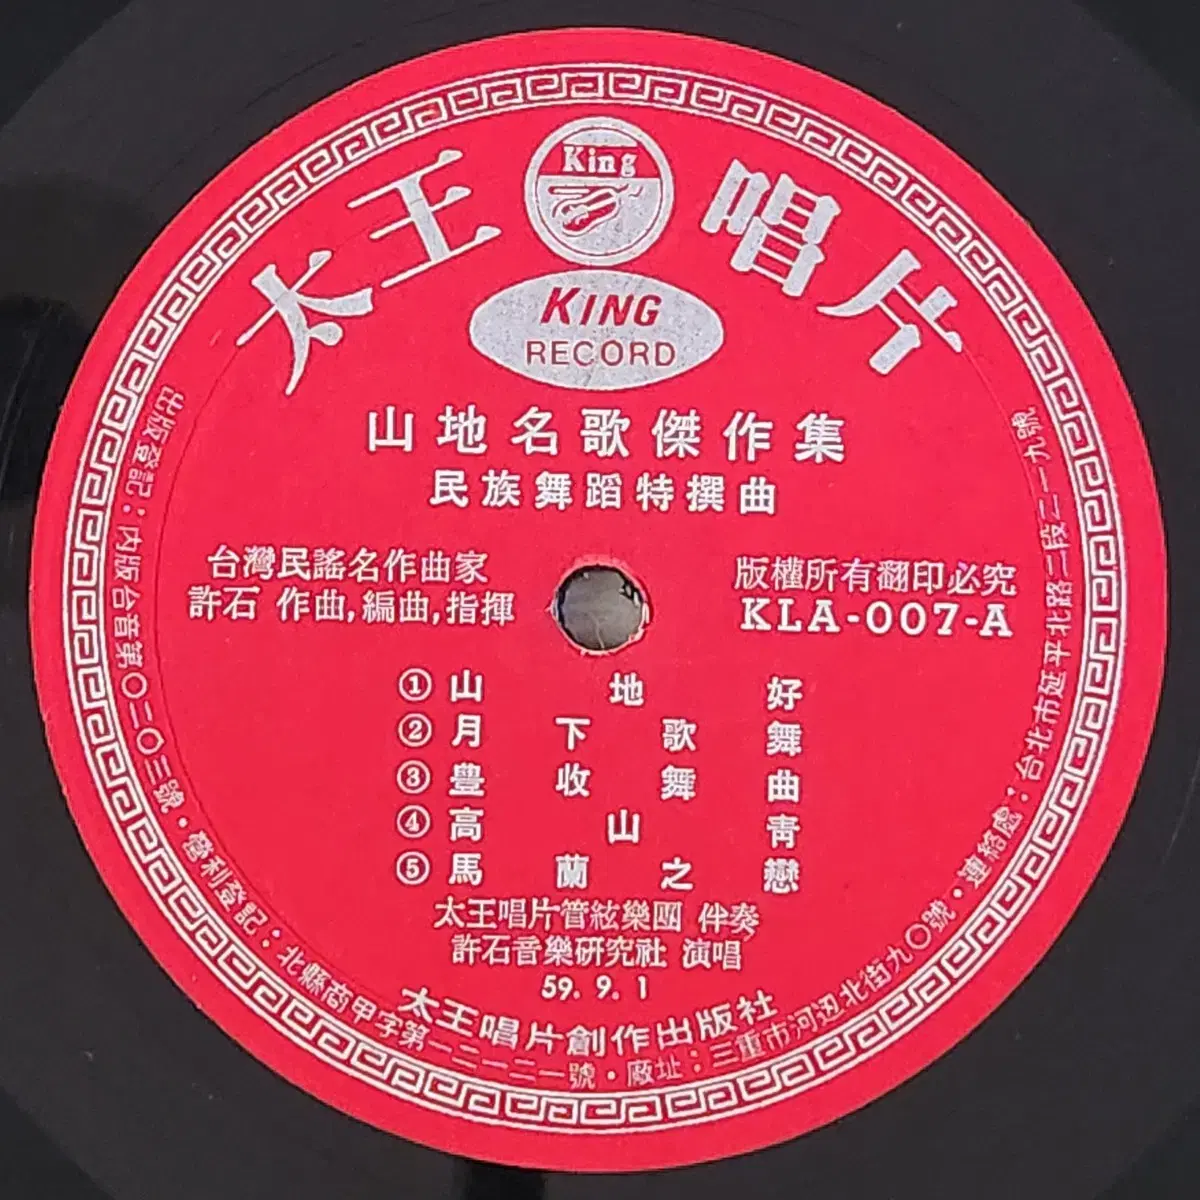 King
太王唱片
KING
RECORD
山地名歌傑作集
民族舞蹈特撰曲
台灣民謠名作曲家
許石 作曲,編曲,指揮
版權所有翻印必究
KLA-007-A
①山地好
②月下歌舞
③豊收舞曲
④高山靑
⑤馬蘭之戀
太王唱片管絃樂團 伴奏
許石音樂研究社 演唱
59. 9. 1
太王唱片創作出版社
出版登記：内版台音第〇二〇三號・營利登記：北縣商甲字第一二一二一號・廠址：三重市河边北街九〇號・連絡處：台北市延平北路二段二一九號